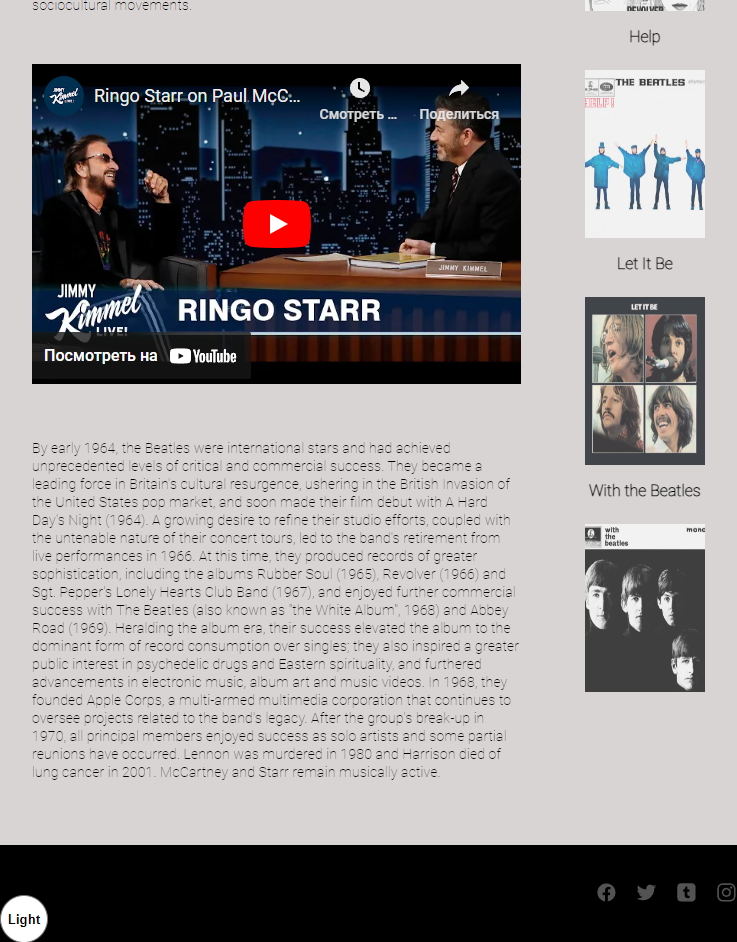 sociocultural movements.
Ringo Starr on Paul McC...
Смотреть ...
Поделиться
JIMMY KIMMEL
JIMMY
Kimmel
LIVE!
RINGO STARR
Посмотреть на YouTube
By early 1964, the Beatles were international stars and had achieved
unprecedented levels of critical and commercial success. They became a
leading force in Britain's cultural resurgence, ushering in the British Invasion of
the United States pop market, and soon made their film debut with A Hard
Day's Night (1964). A growing desire to refine their studio efforts, coupled with
the untenable nature of their concert tours, led to the band's retirement from
live performances in 1966. At this time, they produced records of greater
sophistication, including the albums Rubber Soul (1965), Revolver (1966) and
Sgt. Pepper's Lonely Hearts Club Band (1967), and enjoyed further commercial
success with The Beatles (also known as "the White Album", 1968) and Abbey
Road (1969). Heralding the album era, their success elevated the album to the
dominant form of record consumption over singles; they also inspired a greater
public interest in psychedelic drugs and Eastern spirituality, and furthered
advancements in electronic music, album art and music videos. In 1968, they
founded Apple Corps, a multi-armed multimedia corporation that continues to
oversee projects related to the band's legacy. After the group's break-up in
1970, all principal members enjoyed success as solo artists and some partial
reunions have occurred. Lennon was murdered in 1980 and Harrison died of
lung cancer in 2001. McCartney and Starr remain musically active.
REVOLVER
Help
THE BEATLES
HELP!
Let It Be
LET IT BE
With the Beatles
with
the
beatles
mono
Light